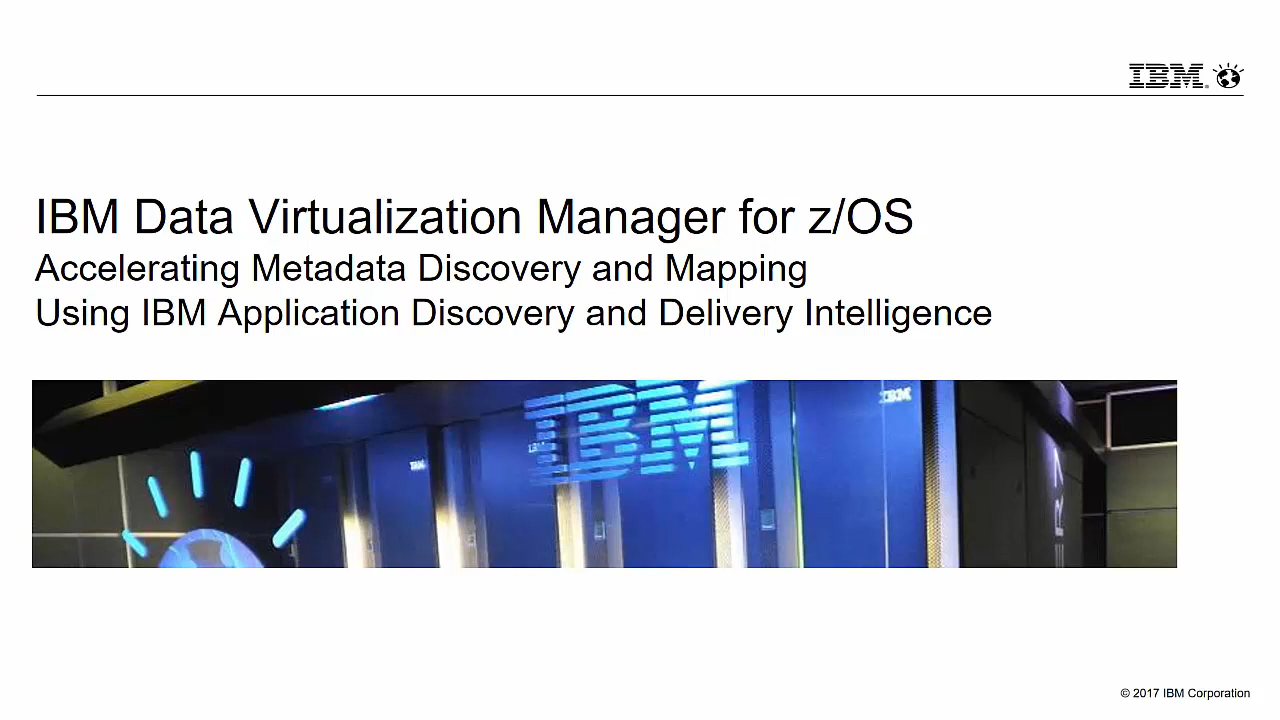 IBM
IBM Data Virtualization Manager for z/OS
Accelerating Metadata Discovery and Mapping
Using IBM Application Discovery and Delivery Intelligence
IBM
IBM
IBM
© 2017 IBM Corporation